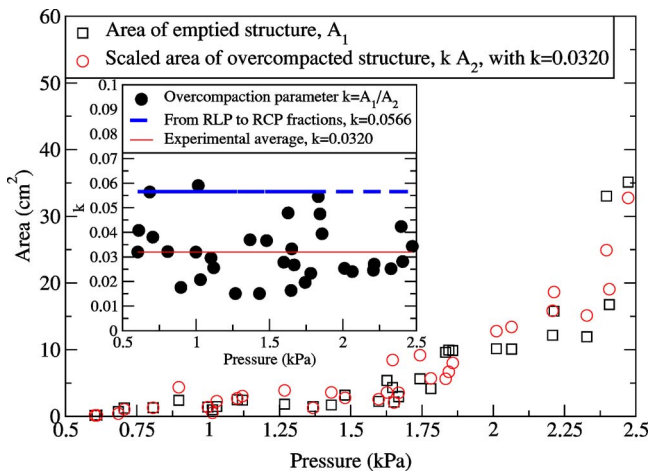 60
50
40
30
20
10
0
Area (cm²)
Area of emptied structure, A₁
Scaled area of overcompacted structure, k A₂, with k=0.0320
0.1
0.09
0.08
0.07
0.06
0.05
0.04
0.03
0.02
0.01
0
k
Overcompaction parameter k=A₁/A₂
From RLP to RCP fractions, k=0.0566
Experimental average, k=0.0320
0.5 1 1.5 2 2.5
Pressure (kPa)
0.5 0.75 1 1.25 1.5 1.75 2 2.25 2.5
Pressure (kPa)